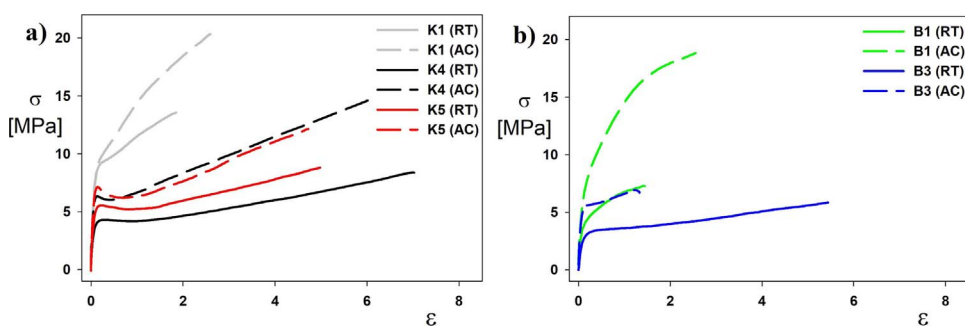 a)
K1 (RT)
K1 (AC)
K4 (RT)
K4 (AC)
K5 (RT)
K5 (AC)
σ
[MPa]
20
15
10
5
0
0 2 4 6 8
ε
b)
B1 (RT)
B1 (AC)
B3 (RT)
B3 (AC)
σ
[MPa]
20
15
10
5
0
0 2 4 6 8
ε